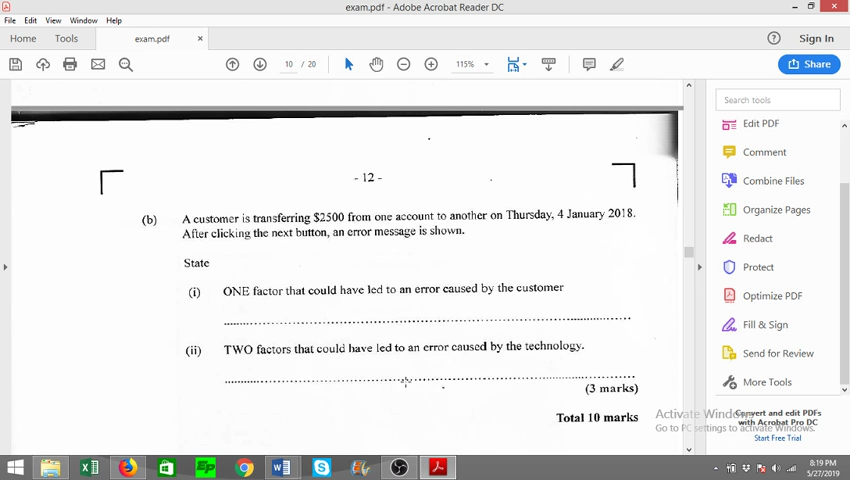 exam.pdf - Adobe Acrobat Reader DC
File Edit View Window Help
Home Tools exam.pdf × Sign In
10 / 20 115% Share
Search tools
Edit PDF
Comment
Combine Files
Organize Pages
Redact
Protect
Optimize PDF
Fill & Sign
Send for Review
More Tools
Convert and edit PDFs
with Acrobat Pro DC
Start Free Trial
- 12 -
(b) A customer is transferring $2500 from one account to another on Thursday, 4 January 2018.
After clicking the next button, an error message is shown.
State
(i) ONE factor that could have led to an error caused by the customer
(ii) TWO factors that could have led to an error caused by the technology.
(3 marks)
Total 10 marks
Activate Windows
Go to PC settings to activate Windows.
8:19 PM
5/27/2019